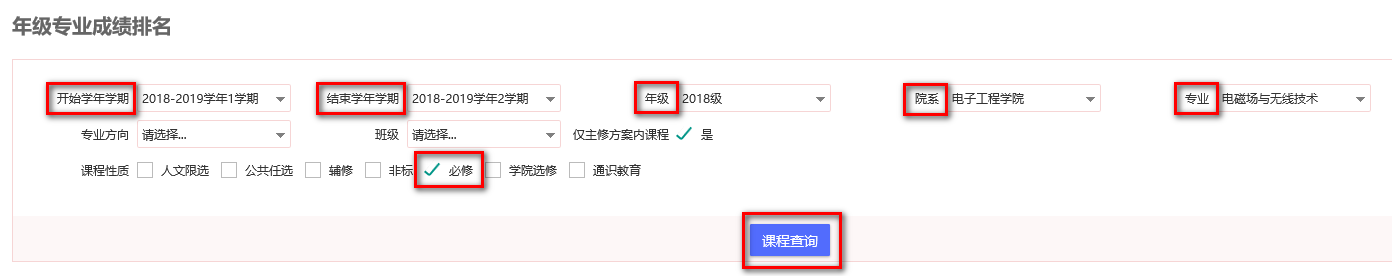 年级专业成绩排名
开始学年学期 2018-2019学年1学期 结束学年学期 2018-2019学年2学期 年级 2018级 院系 电子工程学院 专业 电磁场与无线技术
专业方向 请选择... 班级 请选择... 仅主修方案内课程 是
课程性质 人文限选 公共任选 辅修 非标 必修 学院选修 通识教育
课程查询